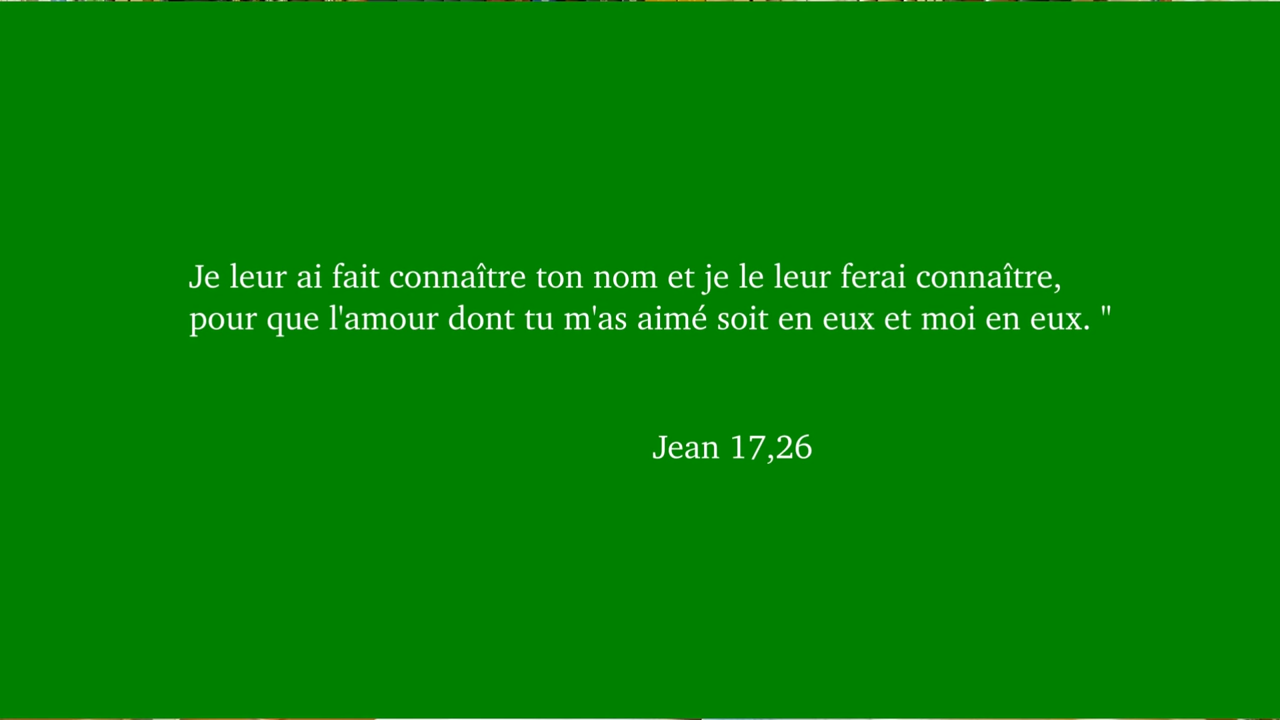 Je leur ai fait connaître ton nom et je le leur ferai connaître,
pour que l'amour dont tu m'as aimé soit en eux et moi en eux. "
Jean 17,26